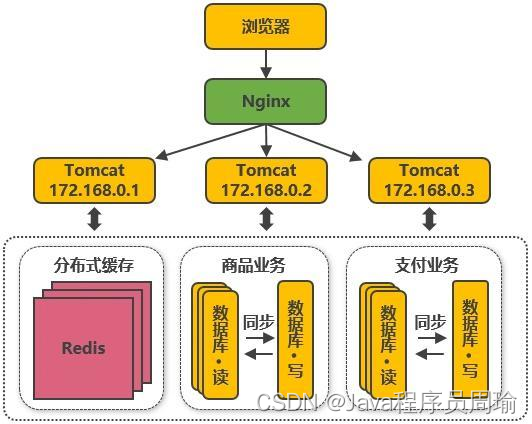 浏览器
Nginx
Tomcat
172.168.0.1
Tomcat
172.168.0.2
Tomcat
172.168.0.3
分布式缓存
Redis
商品业务
数据库·读
同步
数据库·写
支付业务
数据库·读
同步
数据库·写
CSDN @Java程序员周瑜